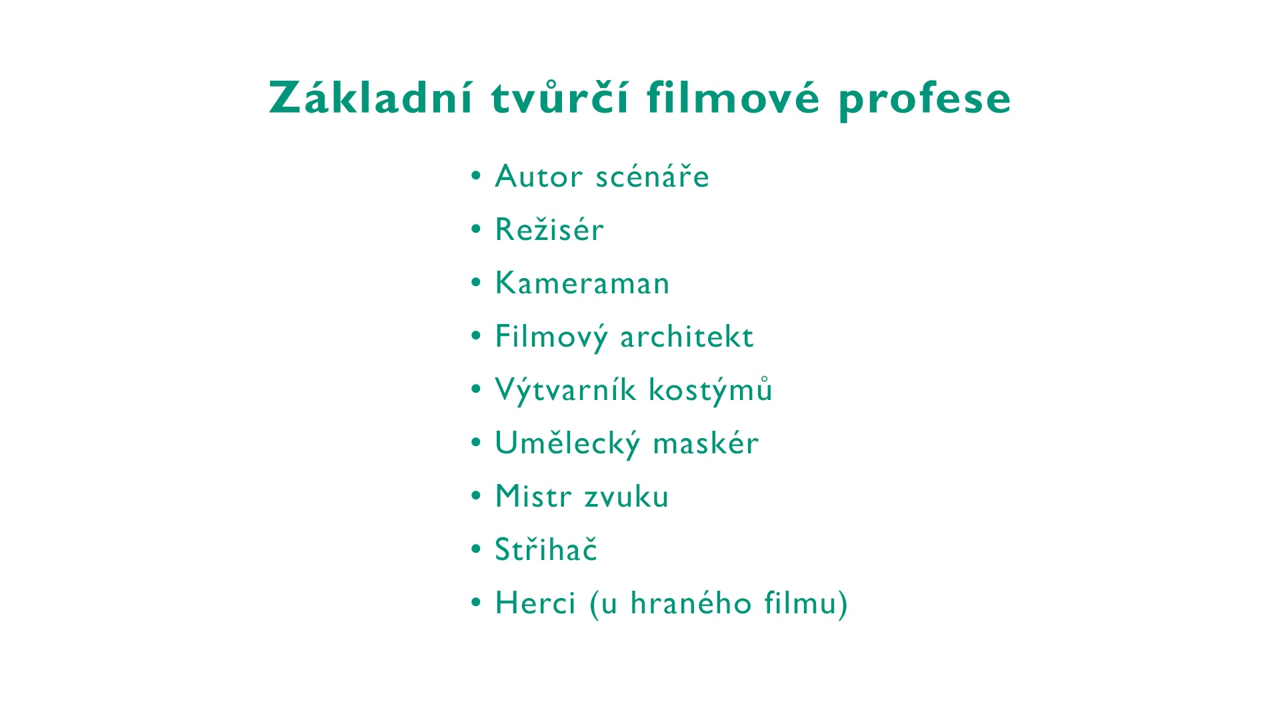 Základní tvůrčí filmové profese
• Autor scénáře
• Režisér
• Kameraman
• Filmový architekt
• Výtvarník kostýmů
• Umělecký maskér
• Mistr zvuku
• Střihač
• Herci (u hraného filmu)